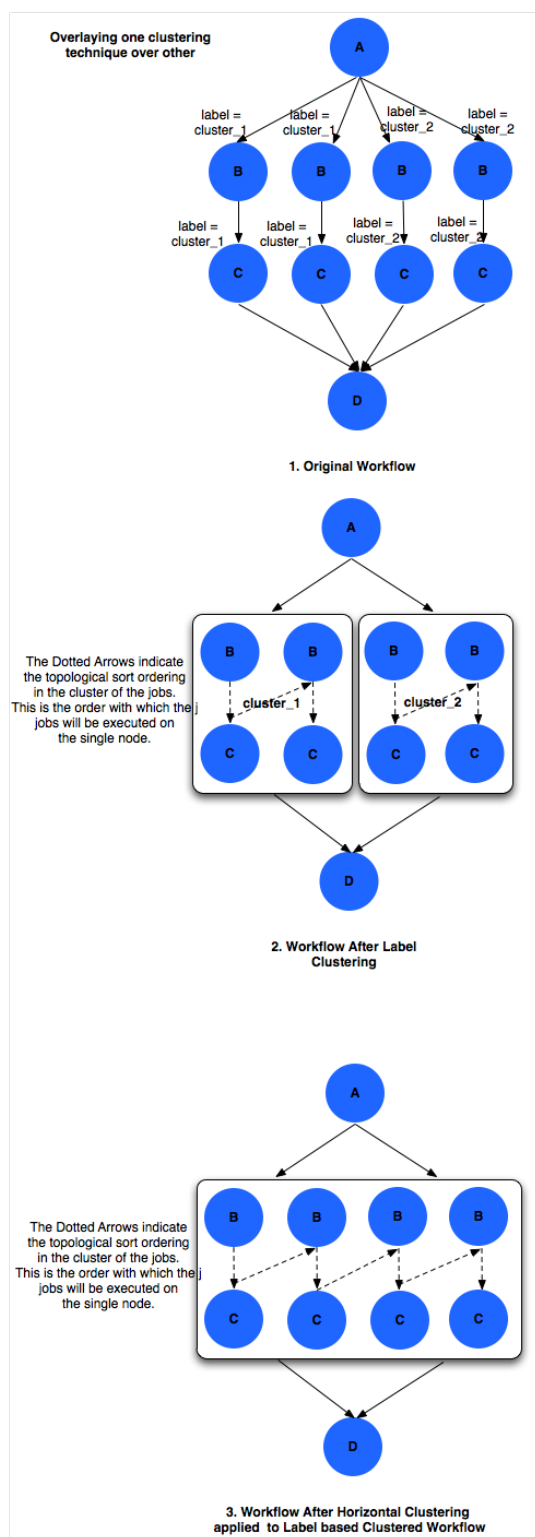 Overlaying one clustering
technique over other
A
label =
cluster_1
label =
cluster_1
label =
cluster_2
label =
cluster_2
B
B
B
B
label =
cluster_1
label =
cluster_1
label =
cluster_2
label =
cluster_2
C
C
C
C
D
1. Original Workflow
A
The Dotted Arrows indicate
the topological sort ordering
in the cluster of the jobs.
This is the order with which the j
jobs will be executed on
the single node.
B
B
B
B
cluster_1
cluster_2
C
C
C
C
D
2. Workflow After Label
Clustering
A
The Dotted Arrows indicate
the topological sort ordering
in the cluster of the jobs.
This is the order with which the j
jobs will be executed on
the single node.
B
B
B
B
C
C
C
C
D
3. Workflow After Horizontal Clustering
applied to Label based Clustered Workflow